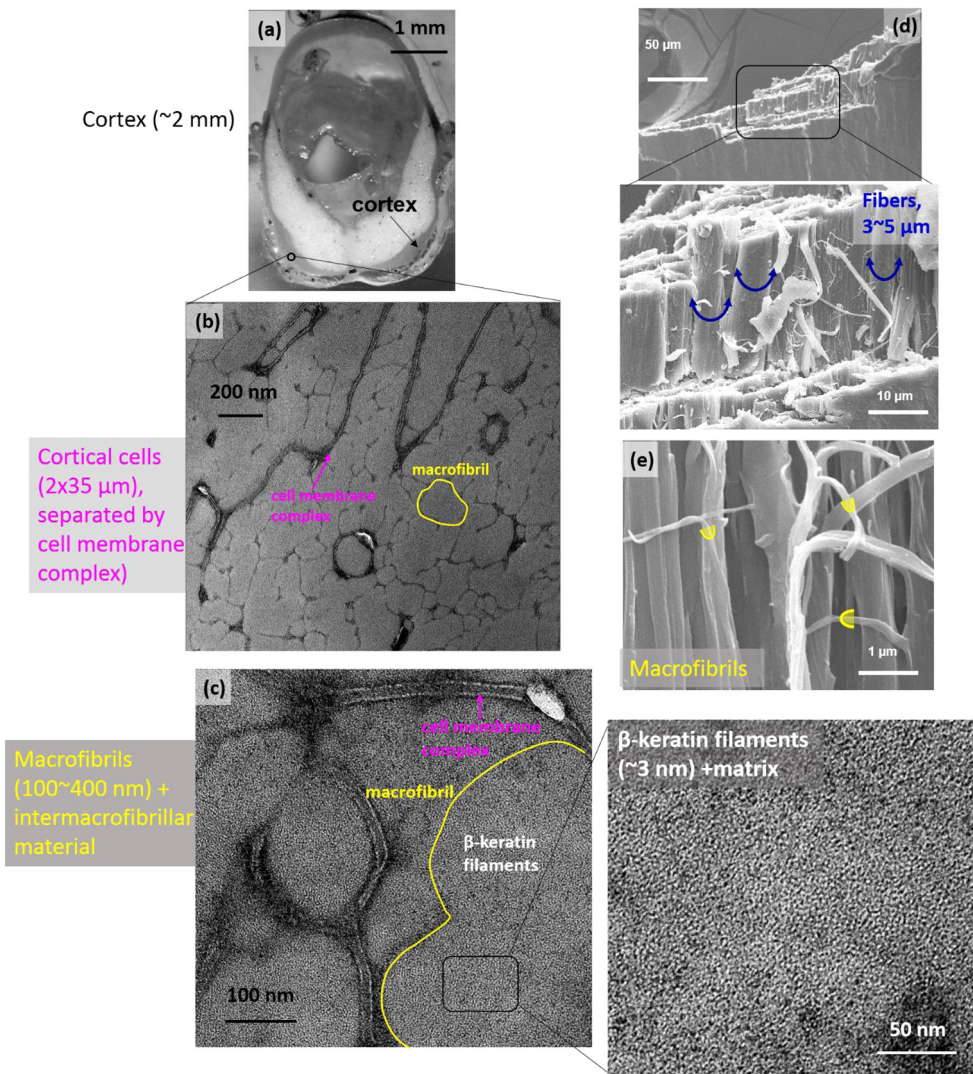 (a)
1 mm
Cortex (~2 mm)
cortex
(b)
200 nm
macrofibril
cell membrane
complex
Cortical cells
(2x35 µm),
separated by
cell membrane
complex)
(c)
cell membrane
complex
macrofibril
β-keratin
filaments
100 nm
Macrofibrils
(100~400 nm) +
intermacrofibrillar
material
(d)
50 µm
Fibers,
3~5 µm
10 µm
(e)
1 µm
Macrofibrils
β-keratin filaments
(~3 nm) +matrix
50 nm